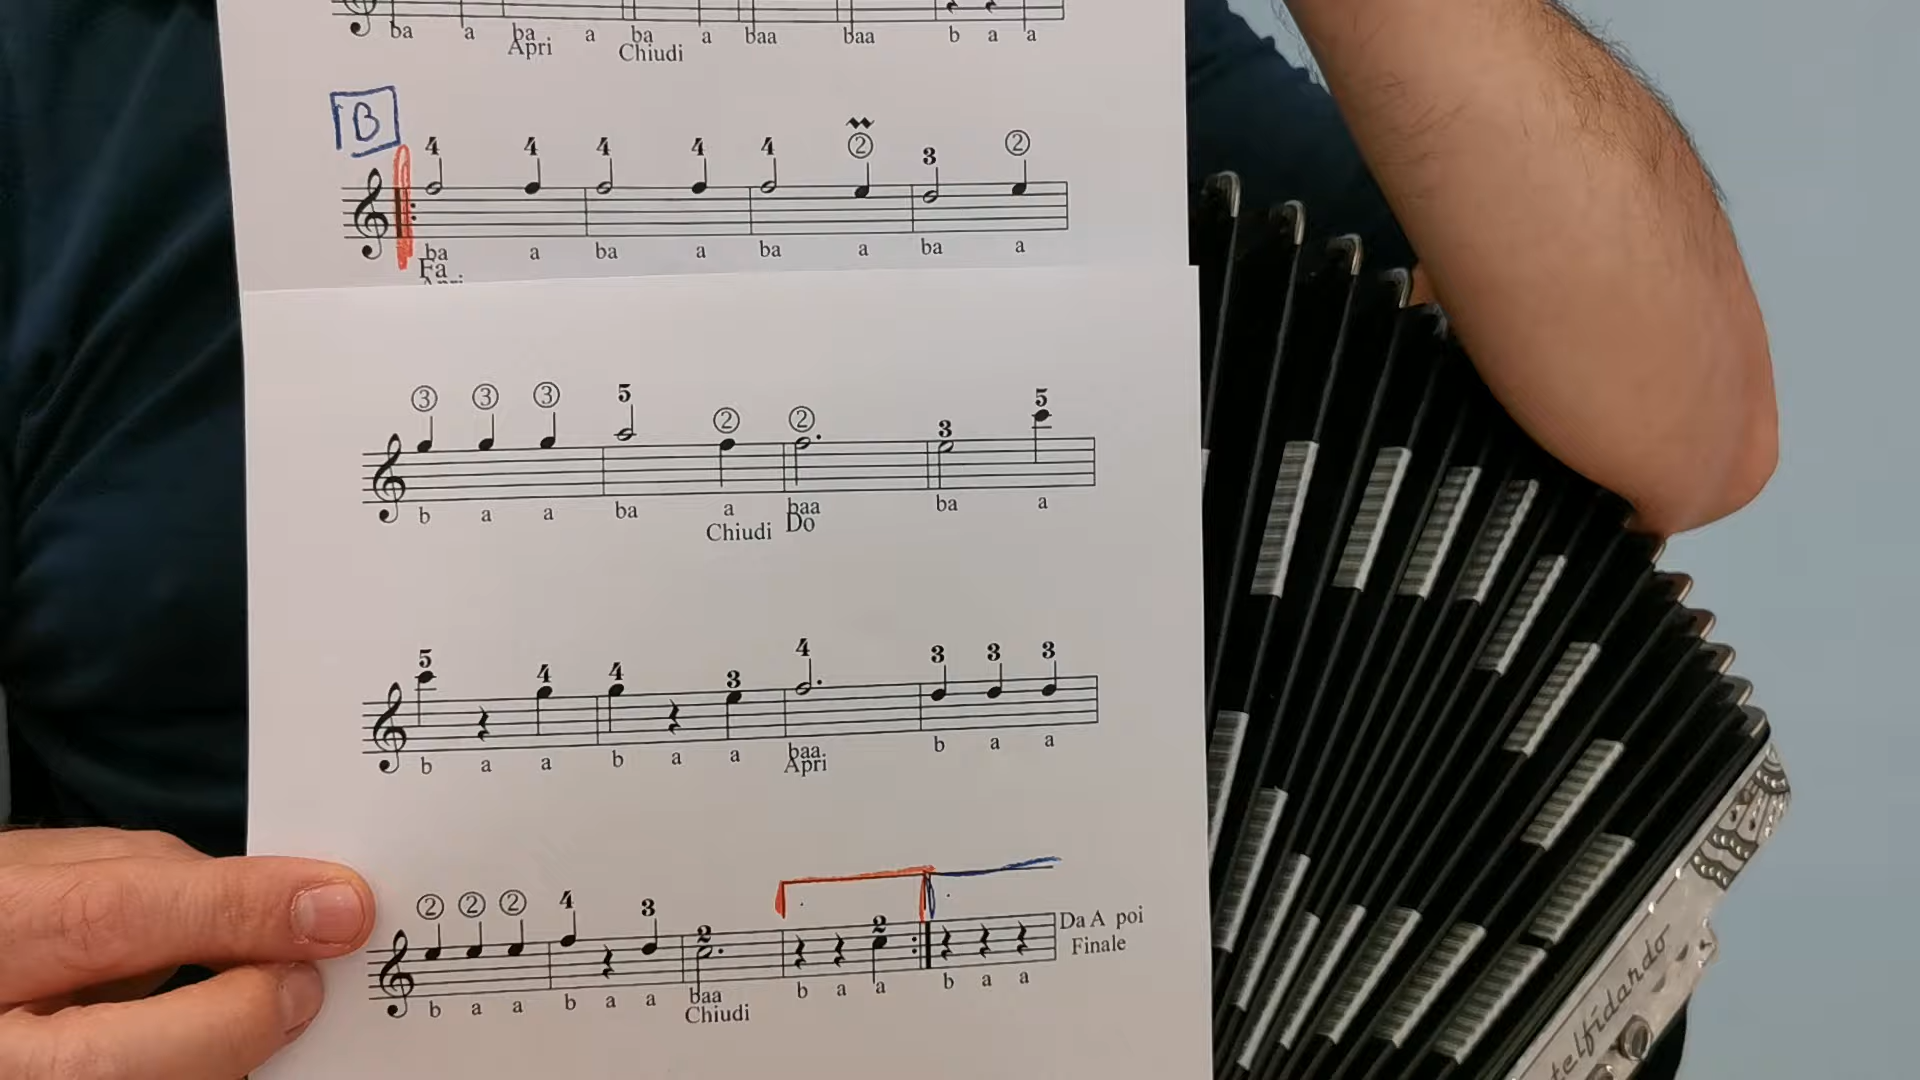 ba a ba a ba a baa baa b a a
Apri Chiudi
B
4 4 4 4 4 2 3 2
ba a ba a ba a ba a
Fa
Apri
3 3 3 5 2 2 3 5
b a a ba a baa ba a
Chiudi Do
5 4 4 3 4 3 3 3
b a a b a a baa. b a a
Apri
2 2 2 4 3 2 2
Da A poi
Finale
b a a b a a baa b a a b a a
Chiudi
telfidardo